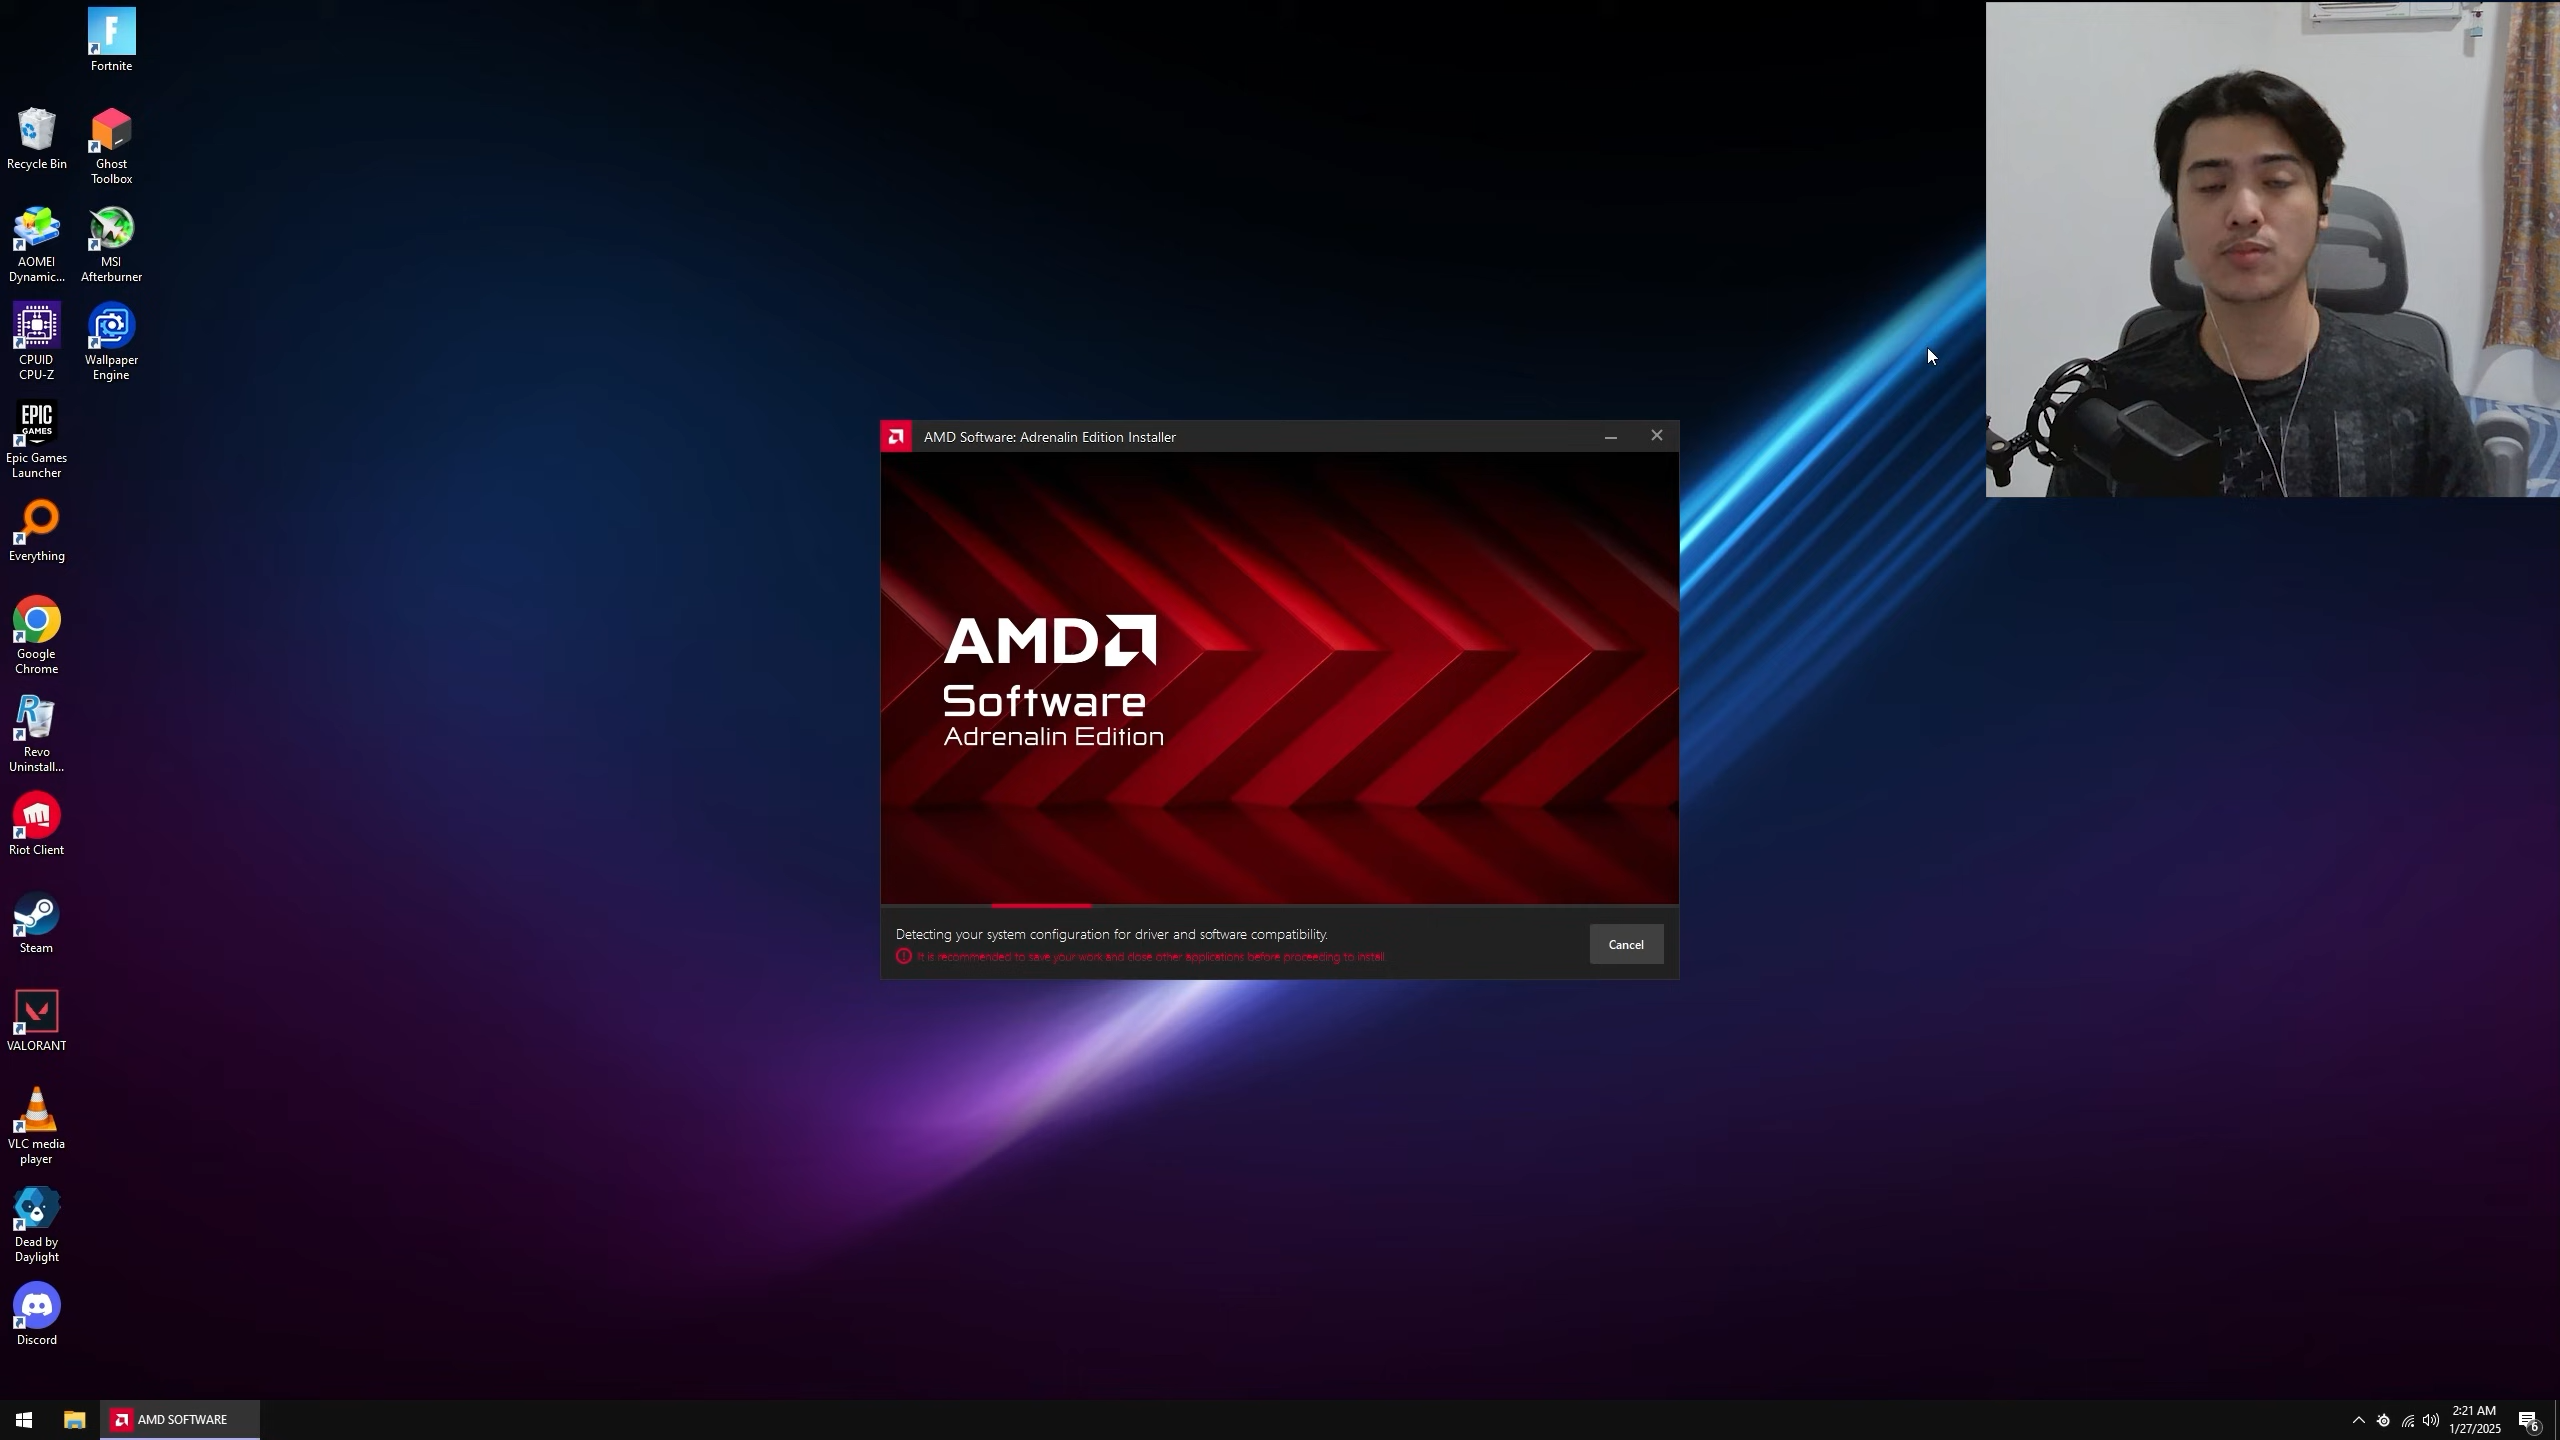 Fortnite
Recycle Bin
Ghost
Toolbox
AOMEI
Dynamic...
MSI
Afterburner
CPUID
CPU-Z
Wallpaper
Engine
EPIC
GAMES
Epic Games
Launcher
Everything
Google
Chrome
Revo
Uninstall...
Riot Client
Steam
VALORANT
VLC media
player
Dead by
Daylight
Discord
AMD Software: Adrenalin Edition Installer
AMD
Software
Adrenalin Edition
Detecting your system configuration for driver and software compatibility.
It is recommended to save your work and close other applications before proceeding to install.
Cancel
AMD SOFTWARE
2:21 AM
1/27/2025
6